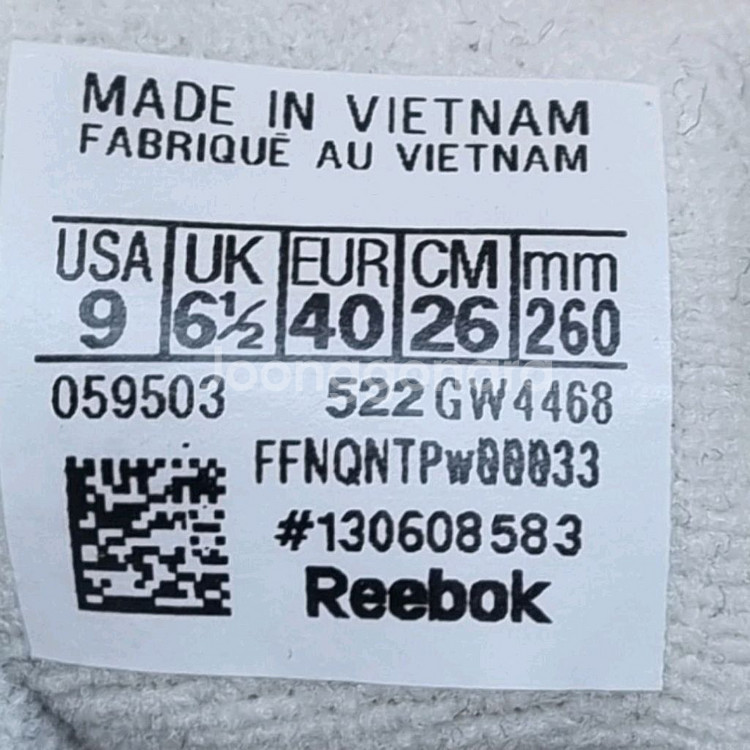 MADE IN VIETNAM
FABRIQUÉ AU VIETNAM
USA UK EUR CM mm
9 6½ 40 26 260
059503 522 GW4468
FFNQNTPw00033
#130608583
Reebok